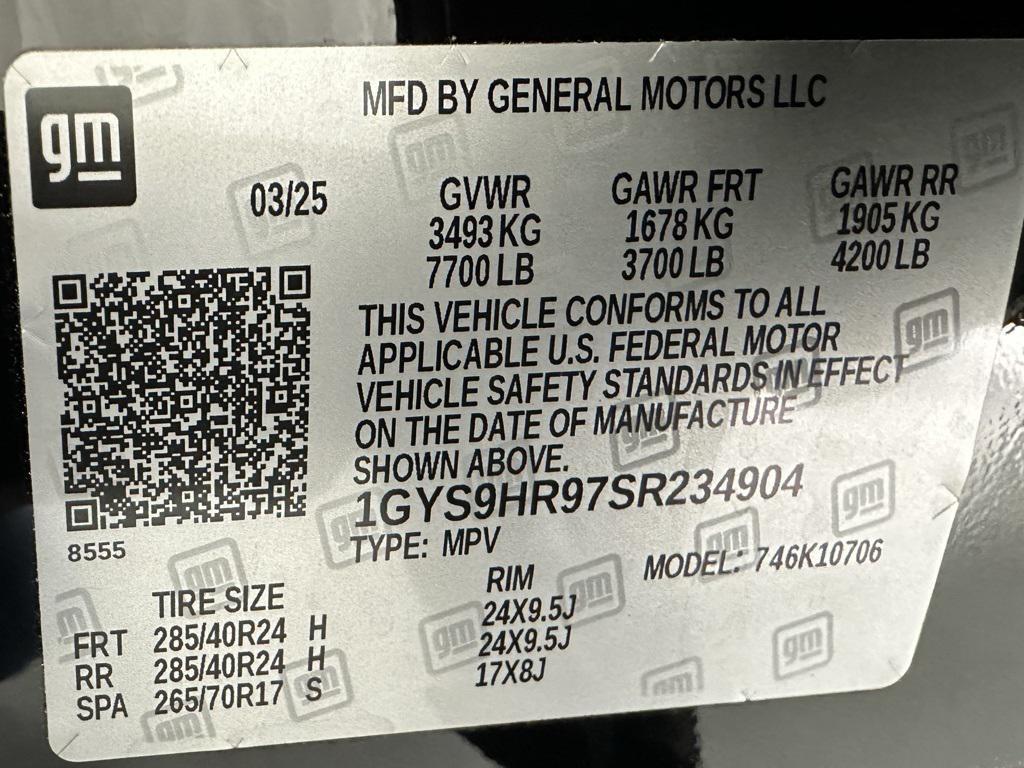 gm
MFD BY GENERAL MOTORS LLC
03/25 GVWR GAWR FRT GAWR RR
3493 KG 1678 KG 1905 KG
7700 LB 3700 LB 4200 LB
THIS VEHICLE CONFORMS TO ALL
APPLICABLE U.S. FEDERAL MOTOR
VEHICLE SAFETY STANDARDS IN EFFECT
ON THE DATE OF MANUFACTURE
SHOWN ABOVE.
1GYS9HR97SR234904
8555
TYPE: MPV
MODEL: 746K10706
TIRE SIZE RIM
FRT 285/40R24 H 24X9.5J
RR 285/40R24 H 24X9.5J
SPA 265/70R17 S 17X8J